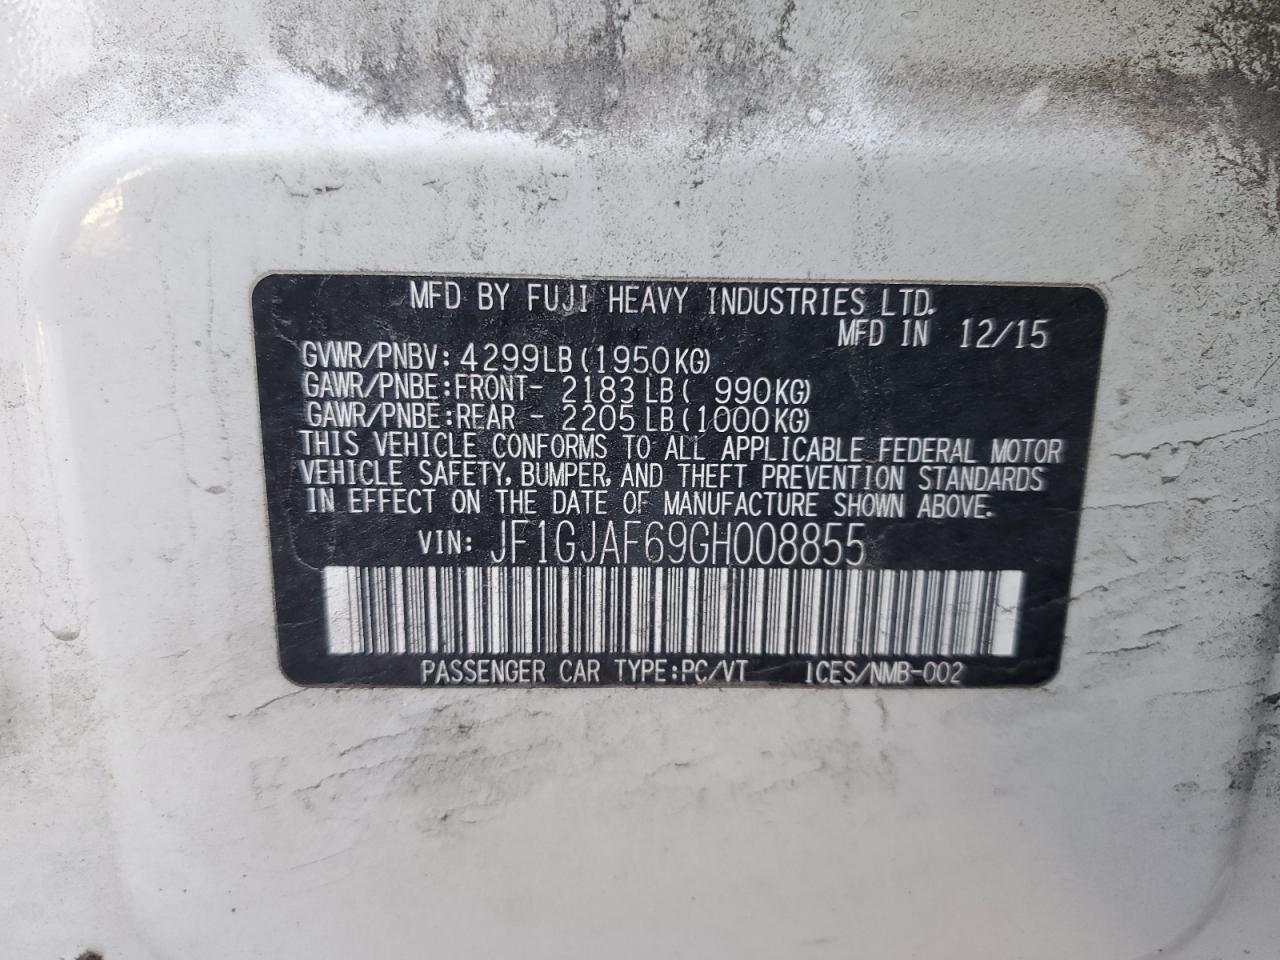 MFD BY FUJI HEAVY INDUSTRIES LTD.
MFD IN 12/15
GVWR/PNBV: 4299LB(1950KG)
GAWR/PNBE:FRONT- 2183LB( 990KG)
GAWR/PNBE:REAR - 2205LB(1000KG)
THIS VEHICLE CONFORMS TO ALL APPLICABLE FEDERAL MOTOR
VEHICLE SAFETY, BUMPER, AND THEFT PREVENTION STANDARDS
IN EFFECT ON THE DATE OF MANUFACTURE SHOWN ABOVE.
VIN: JF1GJAF69GH008855
PASSENGER CAR TYPE:PC/VT ICES/NMB-002